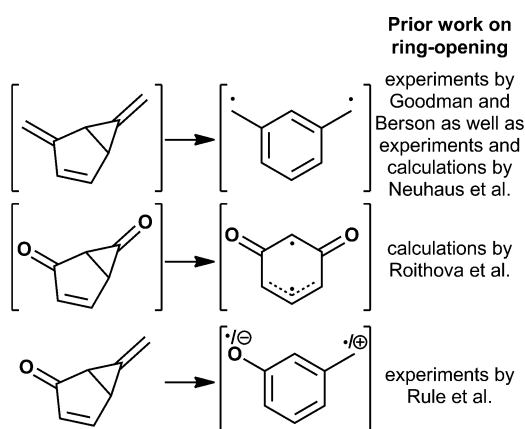 Prior work on
ring-opening
experiments by
Goodman and
Berson as well as
experiments and
calculations by
Neuhaus et al.
O
O
O
O
calculations by
Roithova et al.
O
·/⊖
O
·/⊕
experiments by
Rule et al.